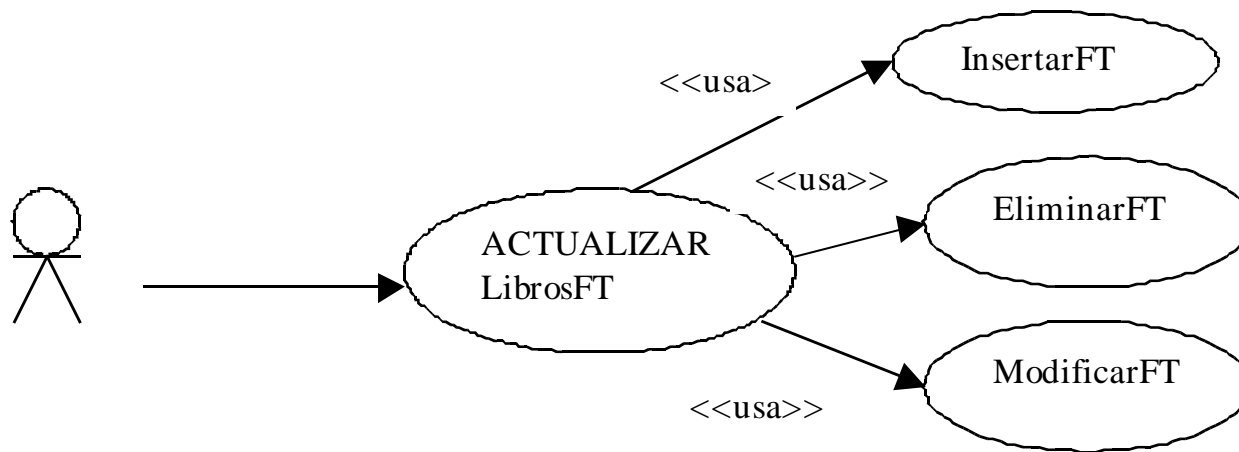 InsertarFT
<<usa>
<<usa>>
EliminarFT
ACTUALIZAR
LibrosFT
ModificarFT
<<usa>>